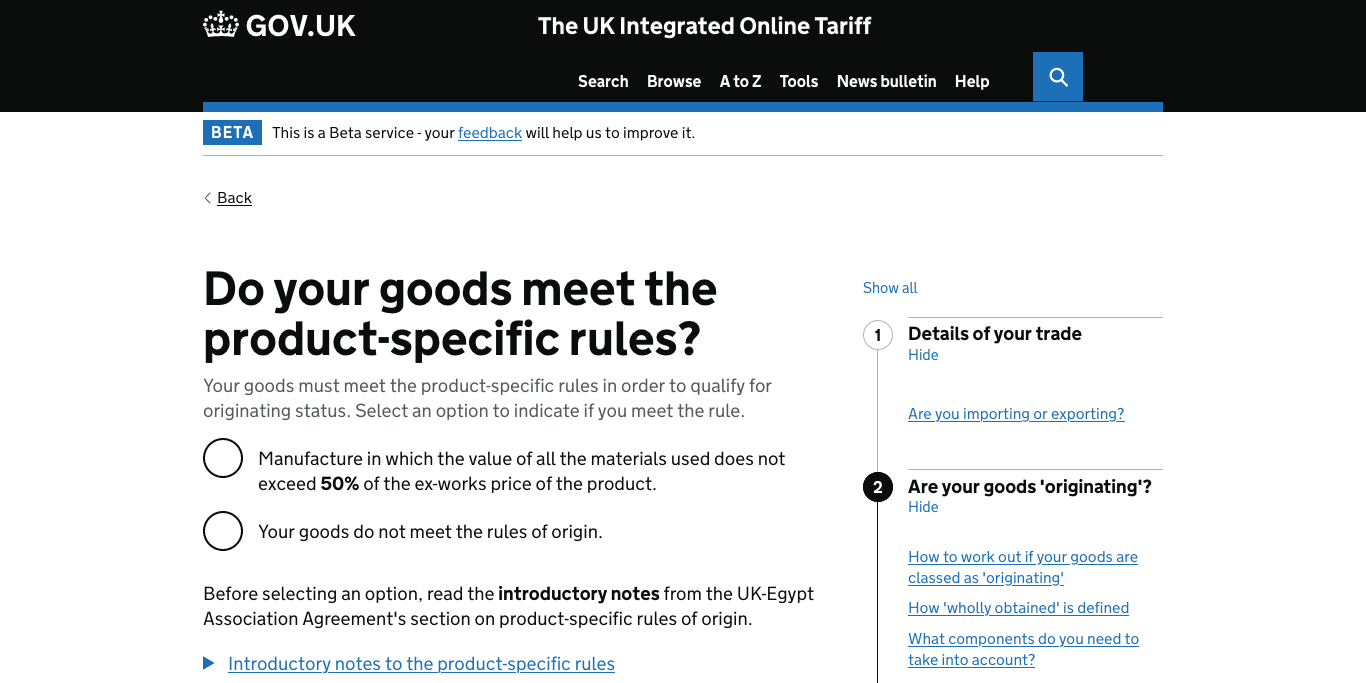 GOV.UK
The UK Integrated Online Tariff
Search Browse A to Z Tools News bulletin Help
BETA This is a Beta service - your feedback will help us to improve it.
Back
Do your goods meet the
product-specific rules?
Your goods must meet the product-specific rules in order to qualify for
originating status. Select an option to indicate if you meet the rule.
Manufacture in which the value of all the materials used does not
exceed 50% of the ex-works price of the product.
Your goods do not meet the rules of origin.
Before selecting an option, read the introductory notes from the UK-Egypt
Association Agreement's section on product-specific rules of origin.
Introductory notes to the product-specific rules
Show all
1 Details of your trade
Hide
Are you importing or exporting?
2 Are your goods 'originating'?
Hide
How to work out if your goods are
classed as 'originating'
How 'wholly obtained' is defined
What components do you need to
take into account?